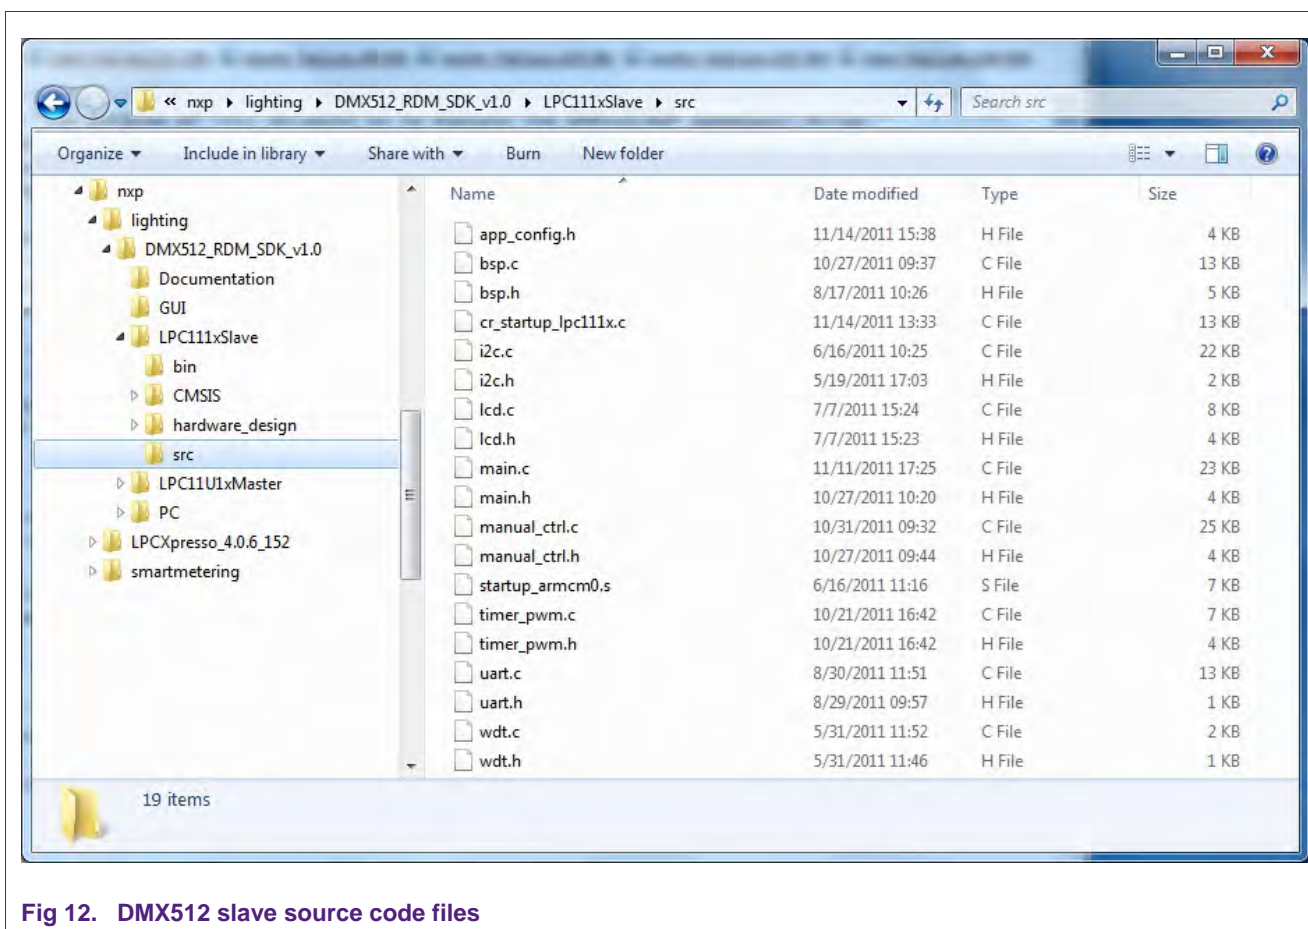 « nxp ▸ lighting ▸ DMX512_RDM_SDK_v1.0 ▸ LPC111xSlave ▸ src Search src
Organize Include in library Share with Burn New folder
nxp
lighting
DMX512_RDM_SDK_v1.0
Documentation
GUI
LPC111xSlave
bin
CMSIS
hardware_design
src
LPC11U1xMaster
PC
LPCXpresso_4.0.6_152
smartmetering
Name Date modified Type Size
app_config.h 11/14/2011 15:38 H File 4 KB
bsp.c 10/27/2011 09:37 C File 13 KB
bsp.h 8/17/2011 10:26 H File 5 KB
cr_startup_lpc111x.c 11/14/2011 13:33 C File 13 KB
i2c.c 6/16/2011 10:25 C File 22 KB
i2c.h 5/19/2011 17:03 H File 2 KB
lcd.c 7/7/2011 15:24 C File 8 KB
lcd.h 7/7/2011 15:23 H File 4 KB
main.c 11/11/2011 17:25 C File 23 KB
main.h 10/27/2011 10:20 H File 4 KB
manual_ctrl.c 10/31/2011 09:32 C File 25 KB
manual_ctrl.h 10/27/2011 09:44 H File 4 KB
startup_armcm0.s 6/16/2011 11:16 S File 7 KB
timer_pwm.c 10/21/2011 16:42 C File 7 KB
timer_pwm.h 10/21/2011 16:42 H File 4 KB
uart.c 8/30/2011 11:51 C File 13 KB
uart.h 8/29/2011 09:57 H File 1 KB
wdt.c 5/31/2011 11:52 C File 2 KB
wdt.h 5/31/2011 11:46 H File 1 KB
19 items
Fig 12. DMX512 slave source code files